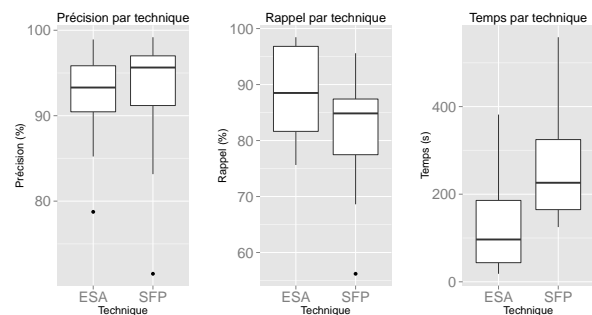 Précision par technique
100
90
80
Précision (%)
ESA SFP
Technique
Rappel par technique
100
90
80
70
60
Rappel (%)
ESA SFP
Technique
Temps par technique
400
200
0
Temps (s)
ESA SFP
Technique